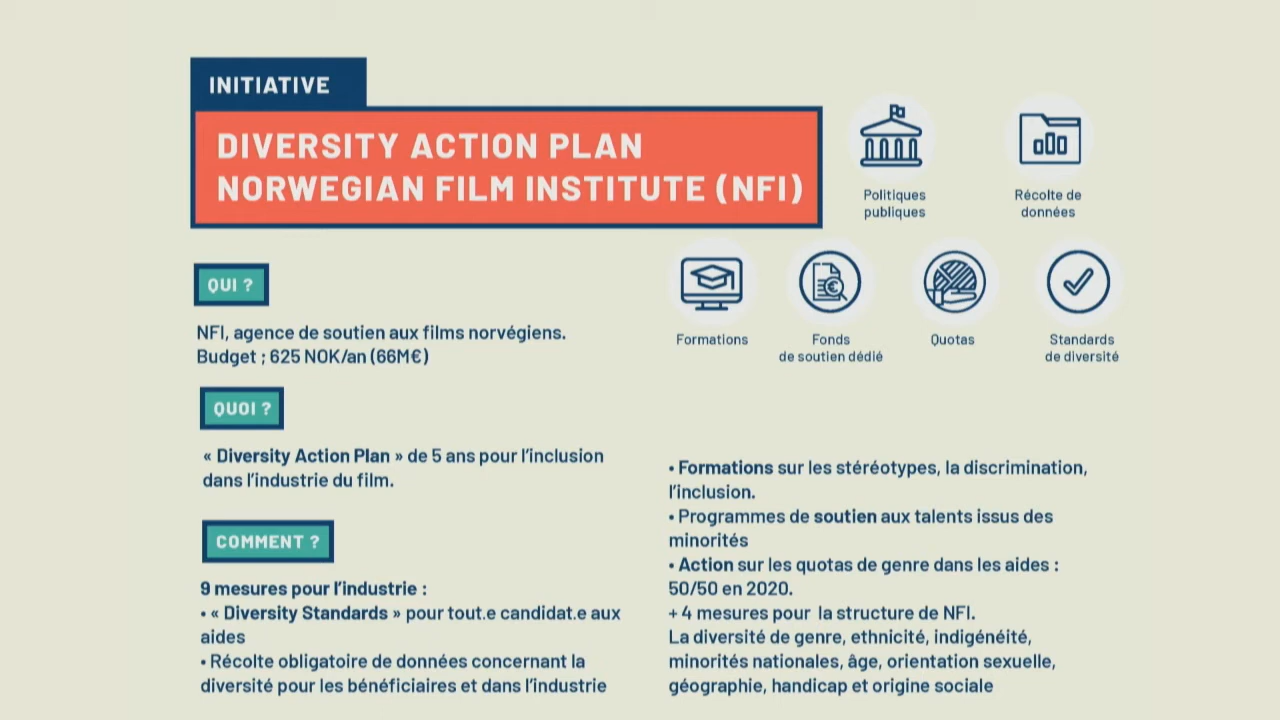 INITIATIVE
DIVERSITY ACTION PLAN
NORWEGIAN FILM INSTITUTE (NFI)
Politiques
publiques
Récolte de
données
Formations
Fonds
de soutien dédié
Quotas
Standards
de diversité
QUI ?
NFI, agence de soutien aux films norvégiens.
Budget ; 625 NOK/an (66M€)
QUOI ?
« Diversity Action Plan » de 5 ans pour l'inclusion
dans l'industrie du film.
COMMENT ?
9 mesures pour l'industrie :
• « Diversity Standards » pour tout.e candidat.e aux
aides
• Récolte obligatoire de données concernant la
diversité pour les bénéficiaires et dans l'industrie
• Formations sur les stéréotypes, la discrimination,
l'inclusion.
• Programmes de soutien aux talents issus des
minorités
• Action sur les quotas de genre dans les aides :
50/50 en 2020.
+ 4 mesures pour la structure de NFI.
La diversité de genre, ethnicité, indigénéité,
minorités nationales, âge, orientation sexuelle,
géographie, handicap et origine sociale